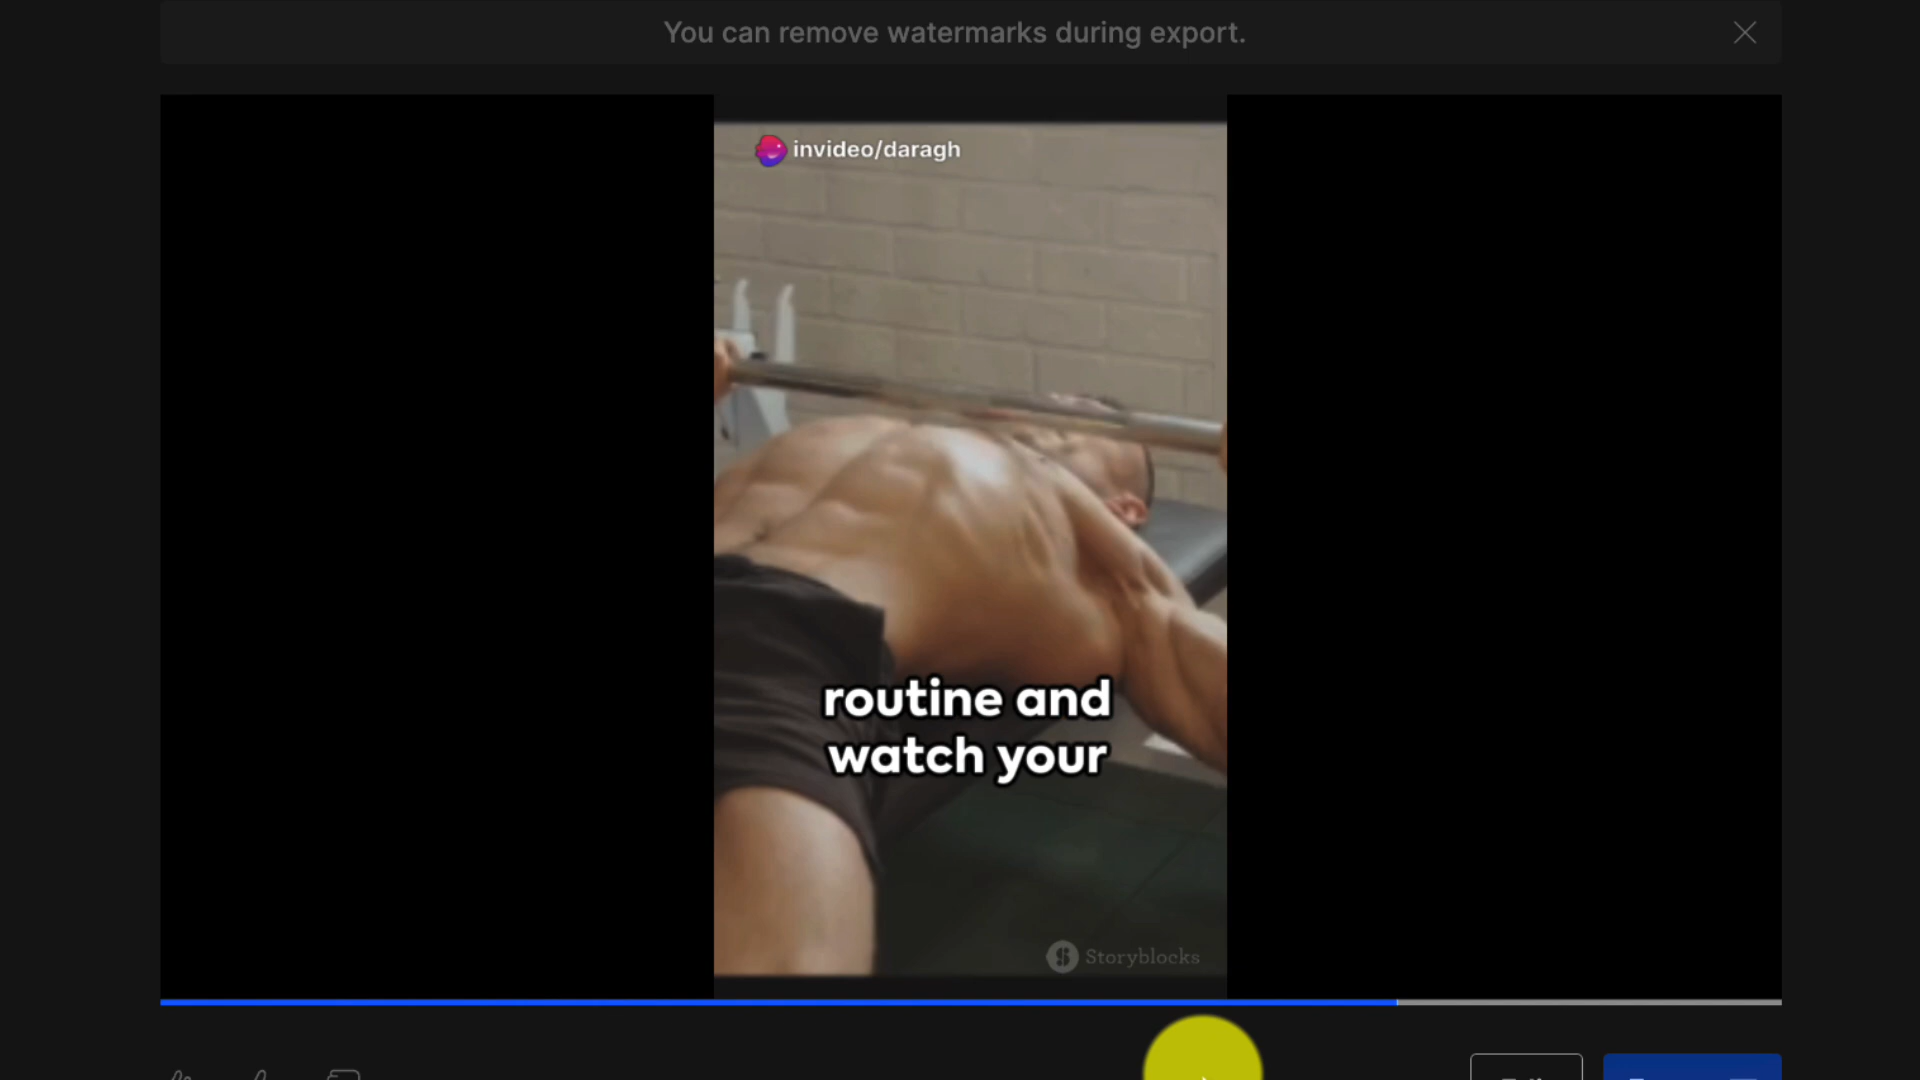 You can remove watermarks during export.
invideo/daragh
routine and
watch your
Storyblocks